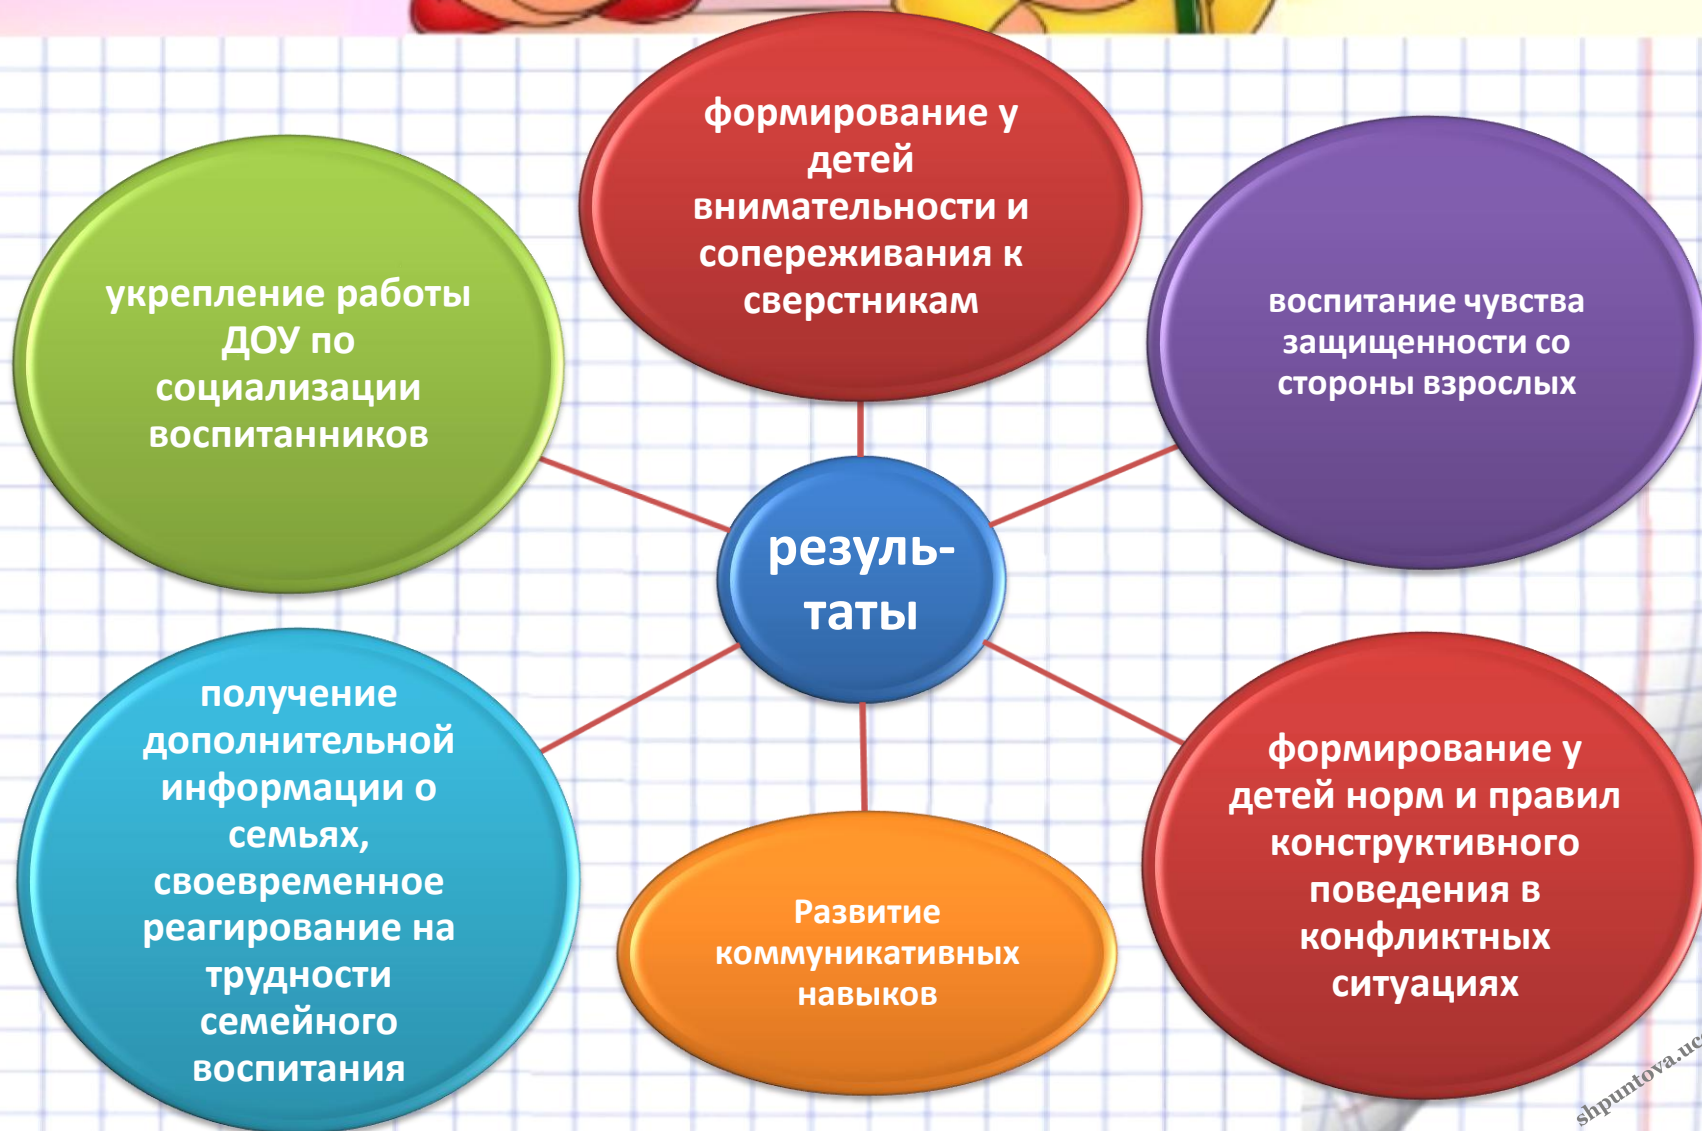 формирование у
детей
внимательности и
сопереживания к
сверстникам
укрепление работы
ДОУ по
социализации
воспитанников
воспитание чувства
защищенности со
стороны взрослых
резуль-
таты
получение
дополнительной
информации о
семьях,
своевременное
реагирование на
трудности
семейного
воспитания
Развитие
коммуникативных
навыков
формирование у
детей норм и правил
конструктивного
поведения в
конфликтных
ситуациях
shpuntova.uc